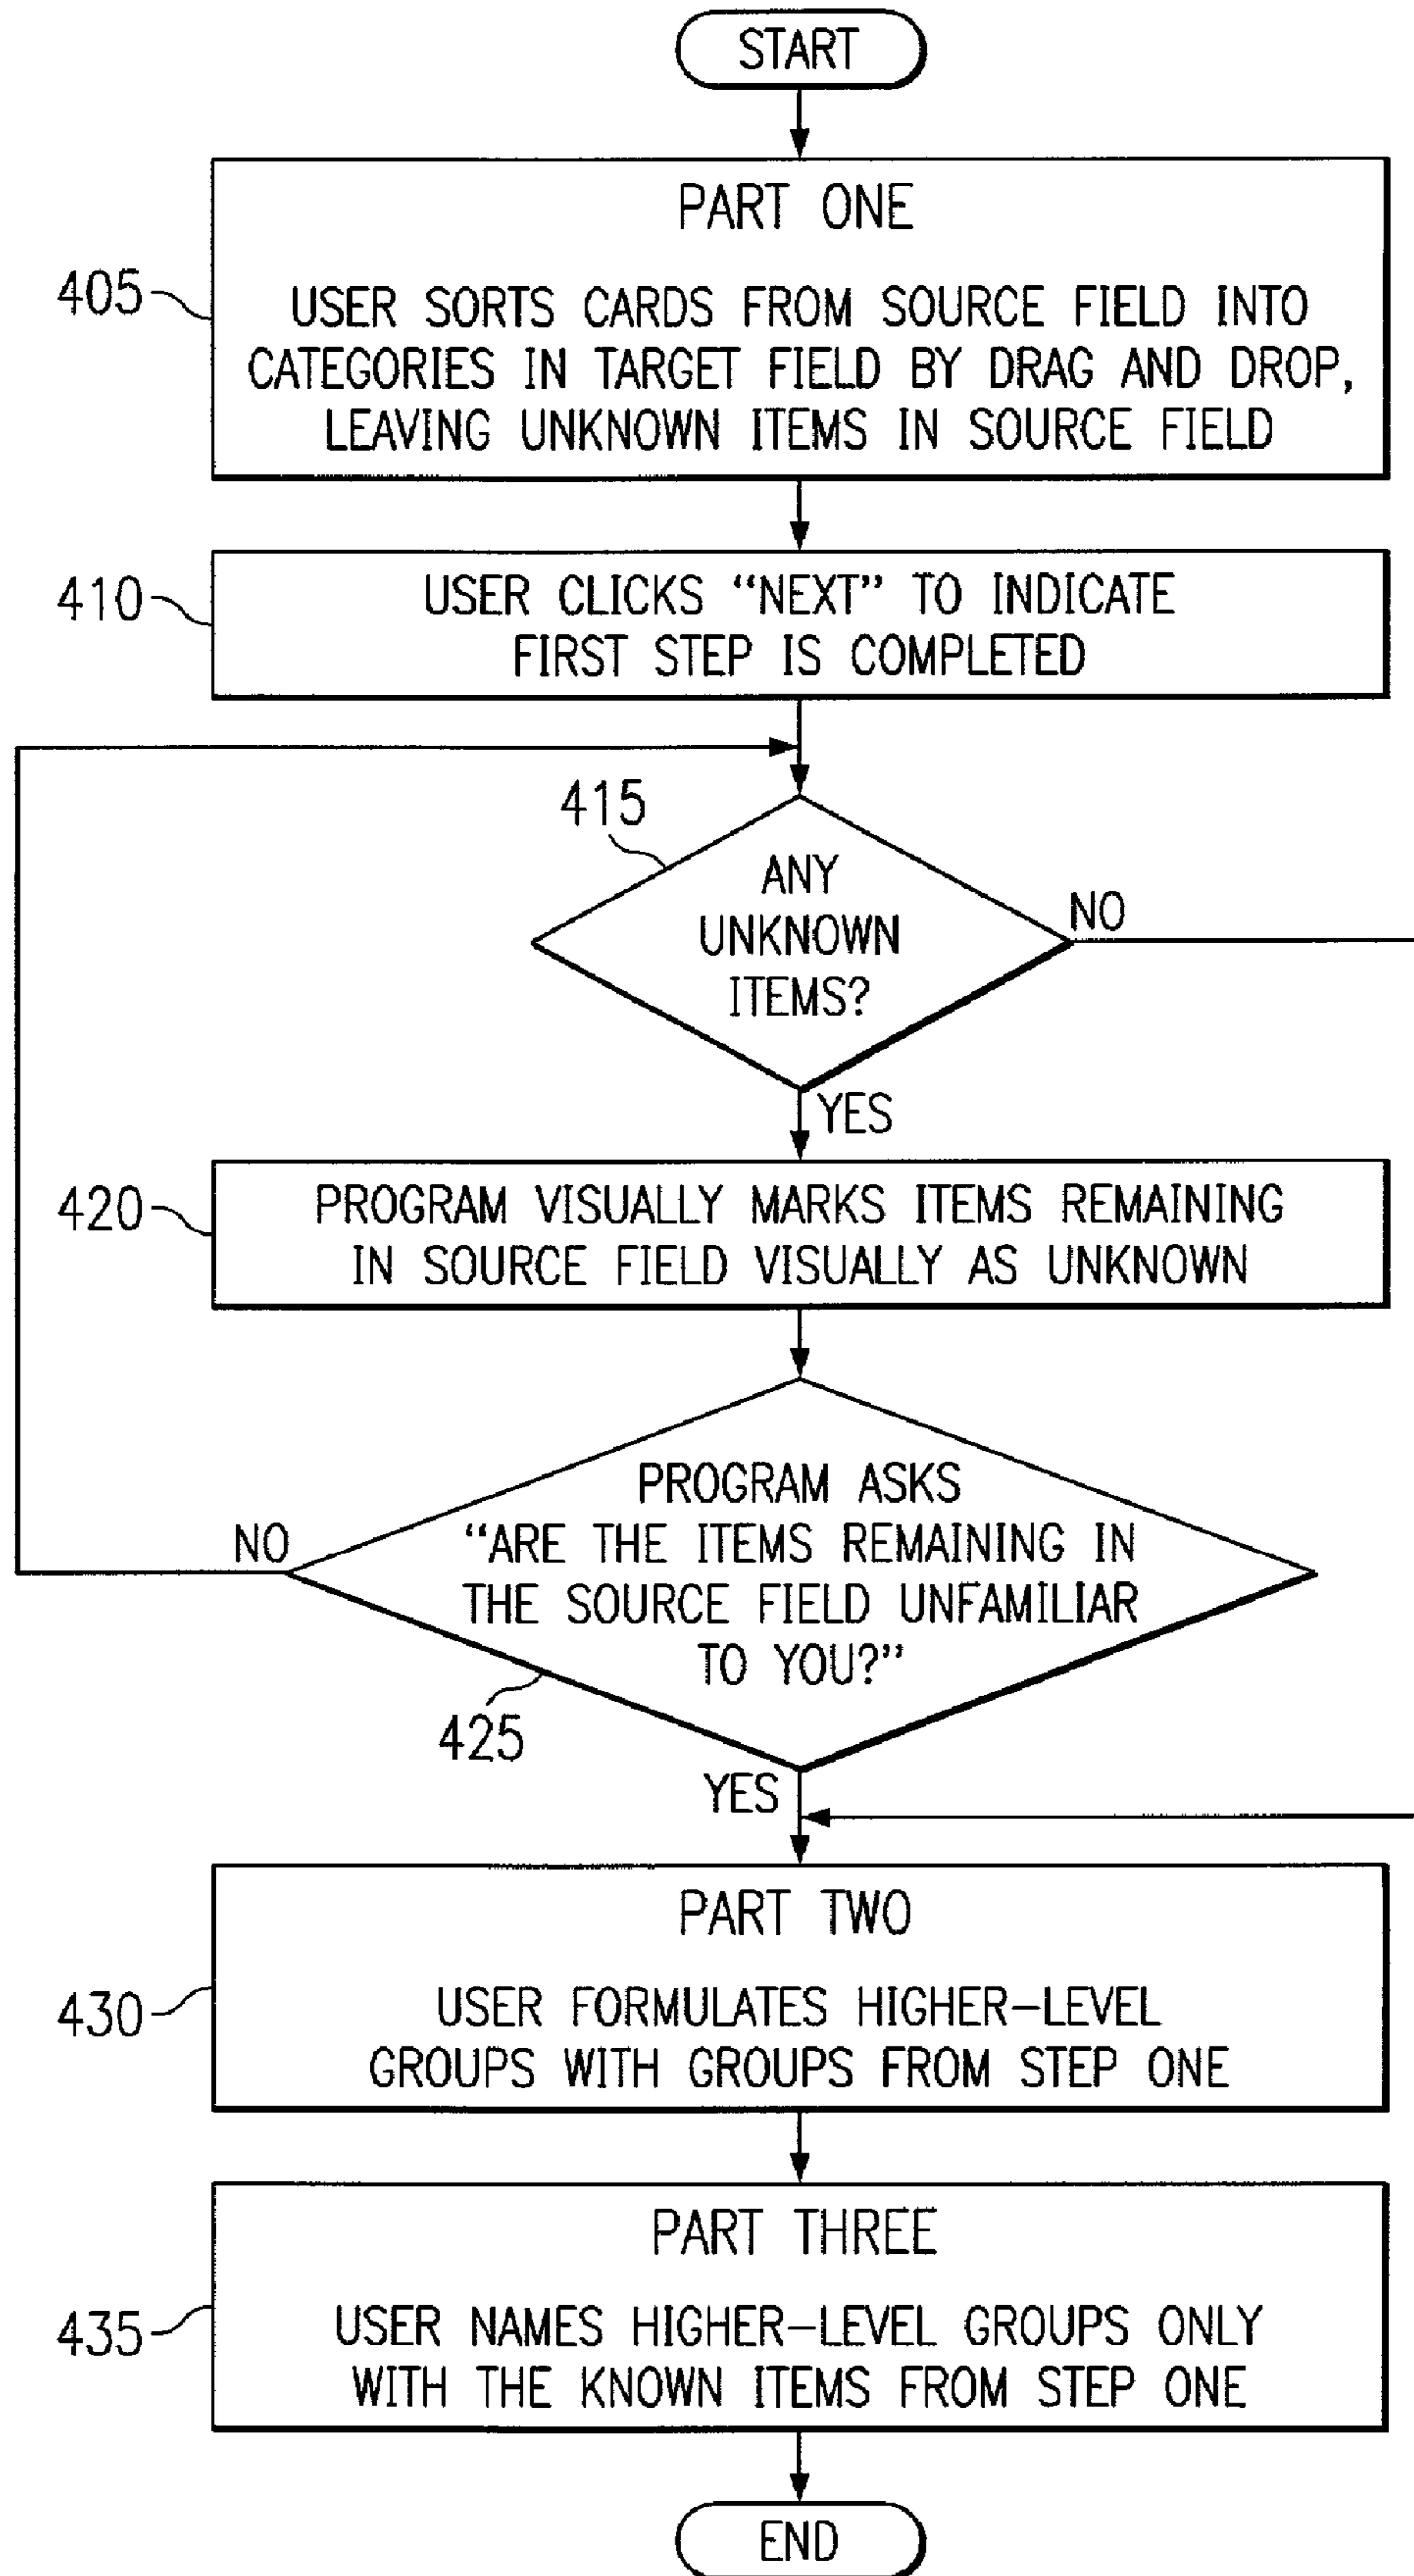 START
PART ONE
405
USER SORTS CARDS FROM SOURCE FIELD INTO
CATEGORIES IN TARGET FIELD BY DRAG AND DROP,
LEAVING UNKNOWN ITEMS IN SOURCE FIELD
410
USER CLICKS “NEXT” TO INDICATE
FIRST STEP IS COMPLETED
415
ANY
UNKNOWN
ITEMS?
NO
YES
420
PROGRAM VISUALLY MARKS ITEMS REMAINING
IN SOURCE FIELD VISUALLY AS UNKNOWN
PROGRAM ASKS
“ARE THE ITEMS REMAINING IN
THE SOURCE FIELD UNFAMILIAR
TO YOU?”
NO
425
YES
PART TWO
430
USER FORMULATES HIGHER–LEVEL
GROUPS WITH GROUPS FROM STEP ONE
PART THREE
435
USER NAMES HIGHER–LEVEL GROUPS ONLY
WITH THE KNOWN ITEMS FROM STEP ONE
END